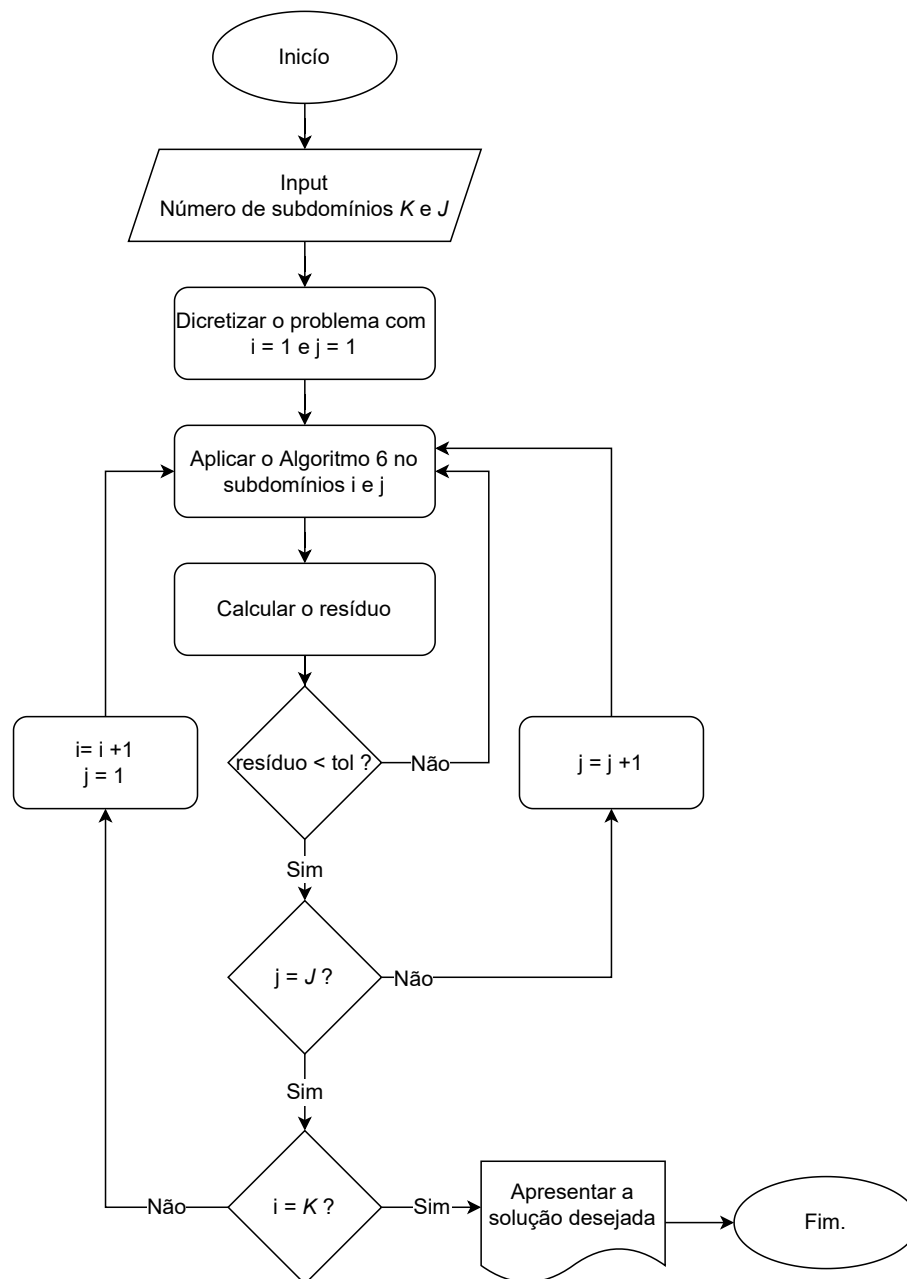 Inicío
Input
Número de subdomínios K e J
Dicretizar o problema com
i = 1 e j = 1
Aplicar o Algoritmo 6 no
subdomínios i e j
Calcular o resíduo
i= i +1
j = 1
resíduo < tol ?
Não
j = j +1
Sim
j = J ?
Não
Sim
Não
i = K ?
Sim
Apresentar a
solução desejada
Fim.